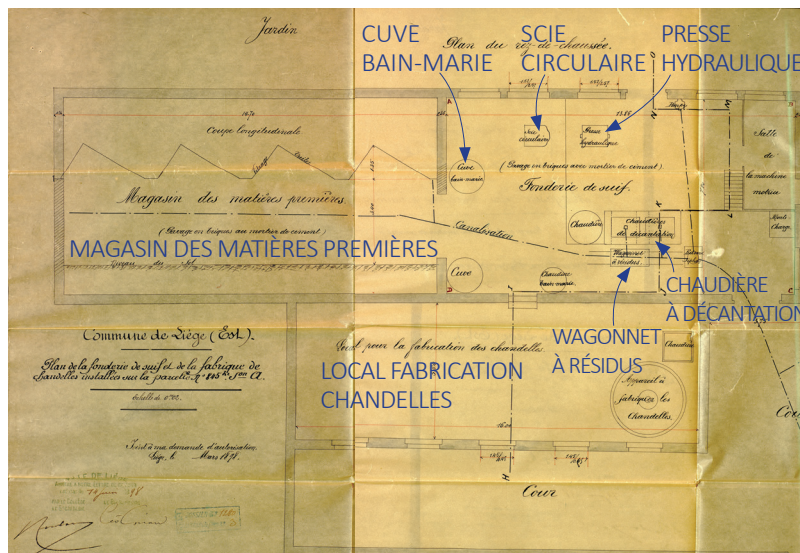 Jardin
Plan du rez-de-chaussée.
CUVE
BAIN-MARIE
SCIE
CIRCULAIRE
PRESSE
HYDRAULIQUE
Coupe longitudinale
Scie
circulaire
Presse
hydraulique
Salle
de
la machine
motrice
Cuve
bain-marie
(Pavage en briques avec mortier de ciment)
Fonderie de suif.
Magasin des matières premières
(Pavage en briques au mortier de ciment)
Canalisation
Chaudière
Chaudières
de décantation
MAGASIN DES MATIÈRES PREMIÈRES
Niveau du Sol
Wagonnet
à résidus
Cuve
Chaudière
bain-marie
CHAUDIÈRE
À DÉCANTATION
WAGONNET
À RÉSIDUS
Commune de Liège (Est).
Plan de la fonderie de suif et de la fabrique de
chandelles installées sur la parcelle
Local pour la fabrication des chandelles
Chaudière
LOCAL FABRICATION
CHANDELLES
Appareil à
fabriquer les
Chandelles.
Joint à ma demande d'autorisation
Liège, le Mars 1898.
H
Cour